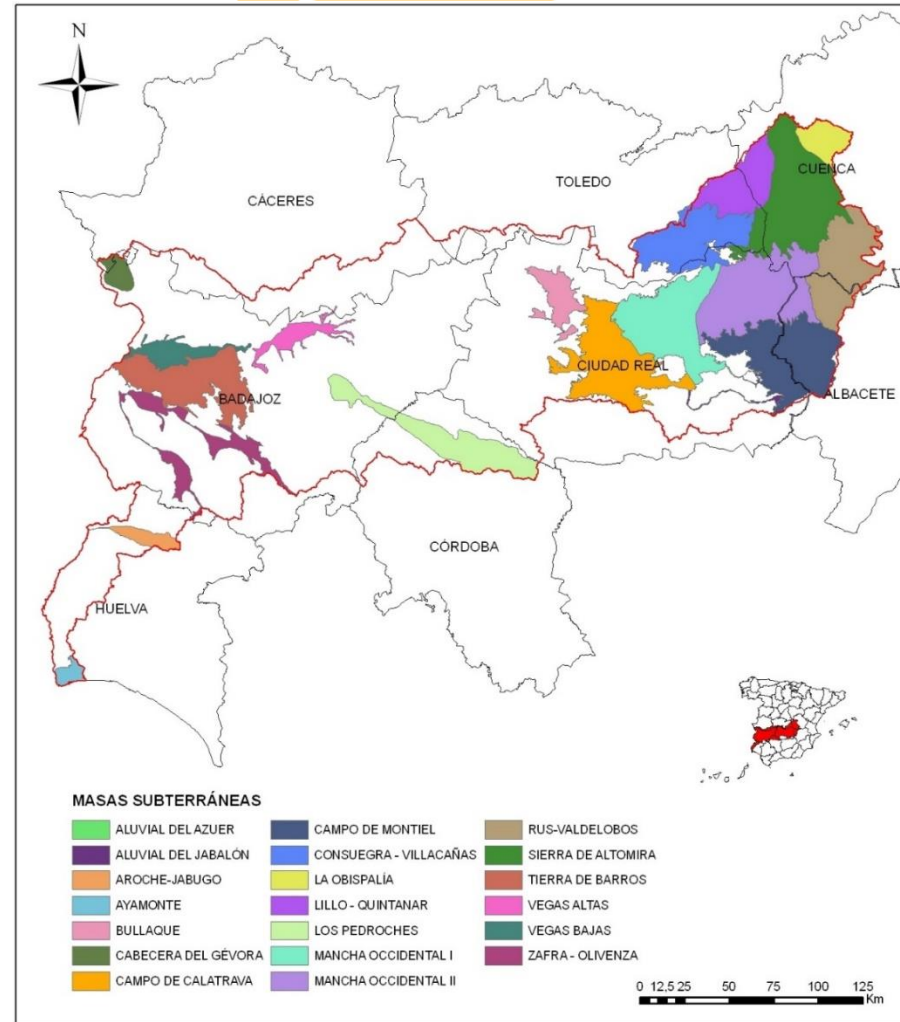 N
CÁCERES
TOLEDO
CUENCA
CIUDAD REAL
BADAJOZ
ALBACETE
CÓRDOBA
HUELVA
MASAS SUBTERRÁNEAS
ALUVIAL DEL AZUER
ALUVIAL DEL JABALÓN
AROCHE-JABUGO
AYAMONTE
BULLAQUE
CABECERA DEL GÉVORA
CAMPO DE CALATRAVA
CAMPO DE MONTIEL
CONSUEGRA - VILLACAÑAS
LA OBISPALÍA
LILLO - QUINTANAR
LOS PEDROCHES
MANCHA OCCIDENTAL I
MANCHA OCCIDENTAL II
RUS-VALDELOBOS
SIERRA DE ALTOMIRA
TIERRA DE BARROS
VEGAS ALTAS
VEGAS BAJAS
ZAFRA - OLIVENZA
0 12,5 25 50 75 100 125
Km